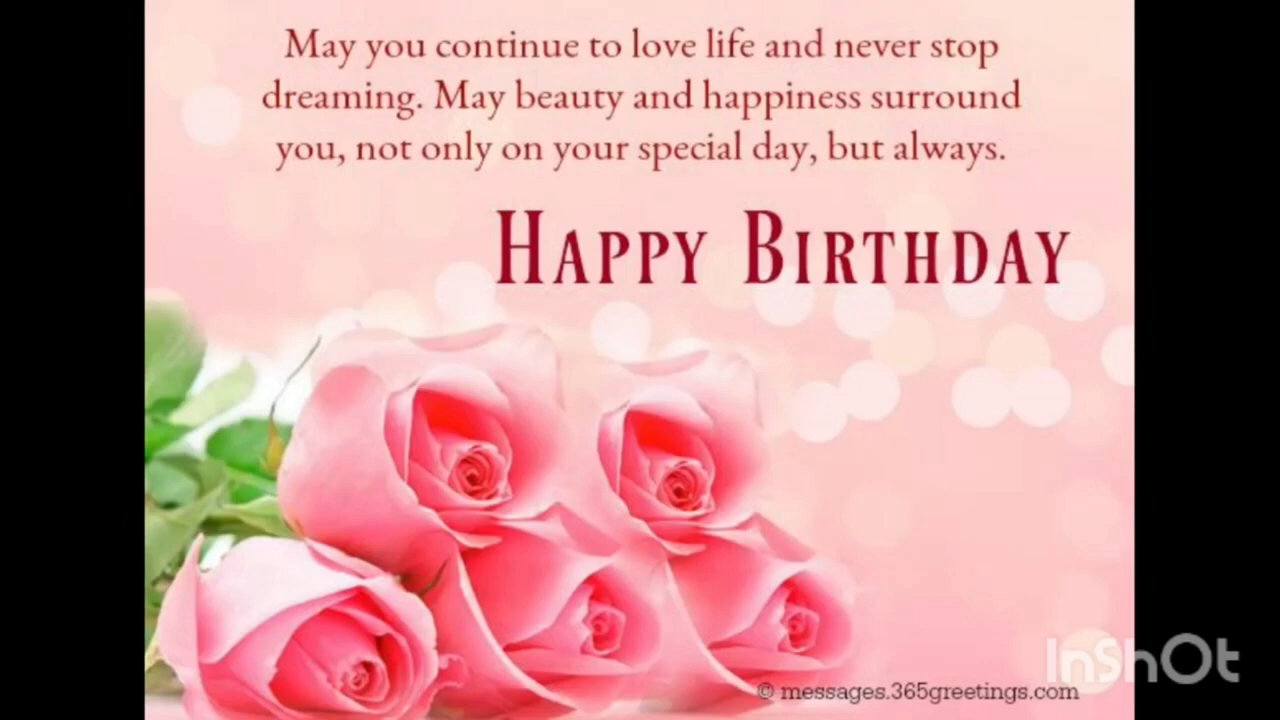 May you continue to love life and never stop
dreaming. May beauty and happiness surround
you, not only on your special day, but always.
HAPPY BIRTHDAY
InShOt
© messages.365greetings.com